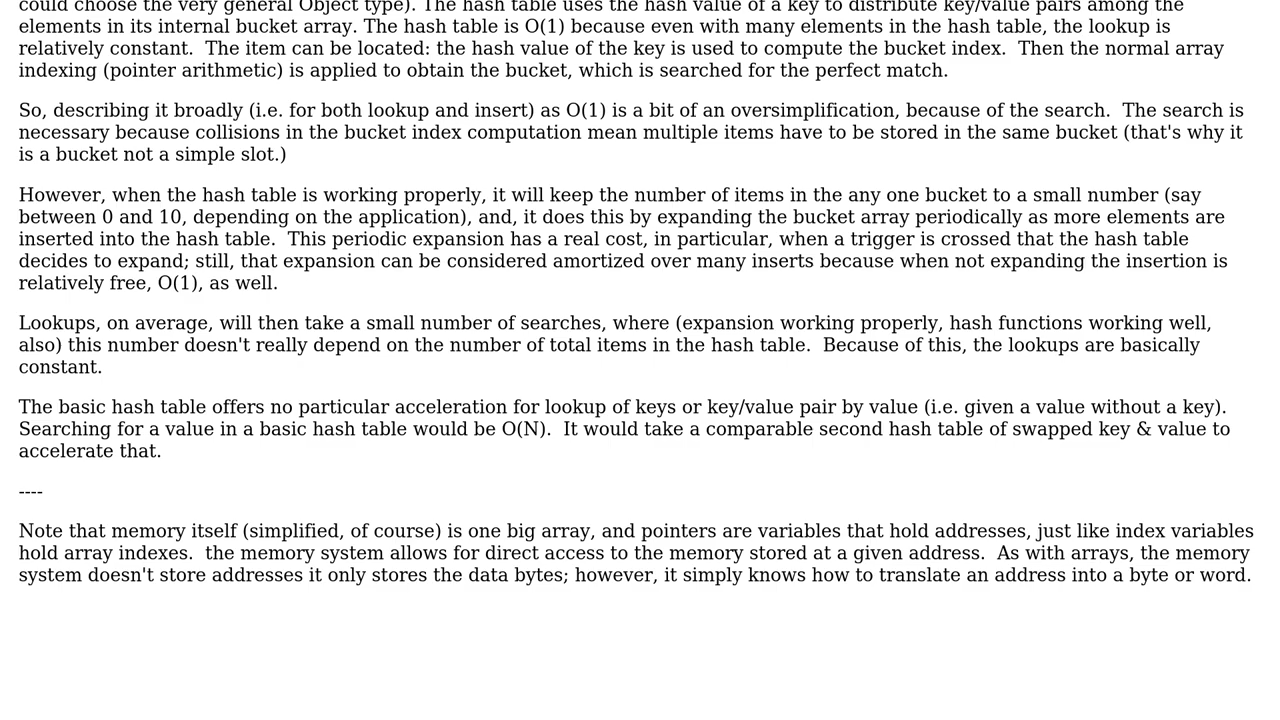 could choose the very general Object type). The hash table uses the hash value of a key to distribute key/value pairs among the
elements in its internal bucket array. The hash table is O(1) because even with many elements in the hash table, the lookup is
relatively constant.  The item can be located: the hash value of the key is used to compute the bucket index.  Then the normal array
indexing (pointer arithmetic) is applied to obtain the bucket, which is searched for the perfect match.
So, describing it broadly (i.e. for both lookup and insert) as O(1) is a bit of an oversimplification, because of the search.  The search is
necessary because collisions in the bucket index computation mean multiple items have to be stored in the same bucket (that's why it
is a bucket not a simple slot.)
However, when the hash table is working properly, it will keep the number of items in the any one bucket to a small number (say
between 0 and 10, depending on the application), and, it does this by expanding the bucket array periodically as more elements are
inserted into the hash table.  This periodic expansion has a real cost, in particular, when a trigger is crossed that the hash table
decides to expand; still, that expansion can be considered amortized over many inserts because when not expanding the insertion is
relatively free, O(1), as well.
Lookups, on average, will then take a small number of searches, where (expansion working properly, hash functions working well,
also) this number doesn't really depend on the number of total items in the hash table.  Because of this, the lookups are basically
constant.
The basic hash table offers no particular acceleration for lookup of keys or key/value pair by value (i.e. given a value without a key).
Searching for a value in a basic hash table would be O(N).  It would take a comparable second hash table of swapped key & value to
accelerate that.
----
Note that memory itself (simplified, of course) is one big array, and pointers are variables that hold addresses, just like index variables
hold array indexes.  the memory system allows for direct access to the memory stored at a given address.  As with arrays, the memory
system doesn't store addresses it only stores the data bytes; however, it simply knows how to translate an address into a byte or word.